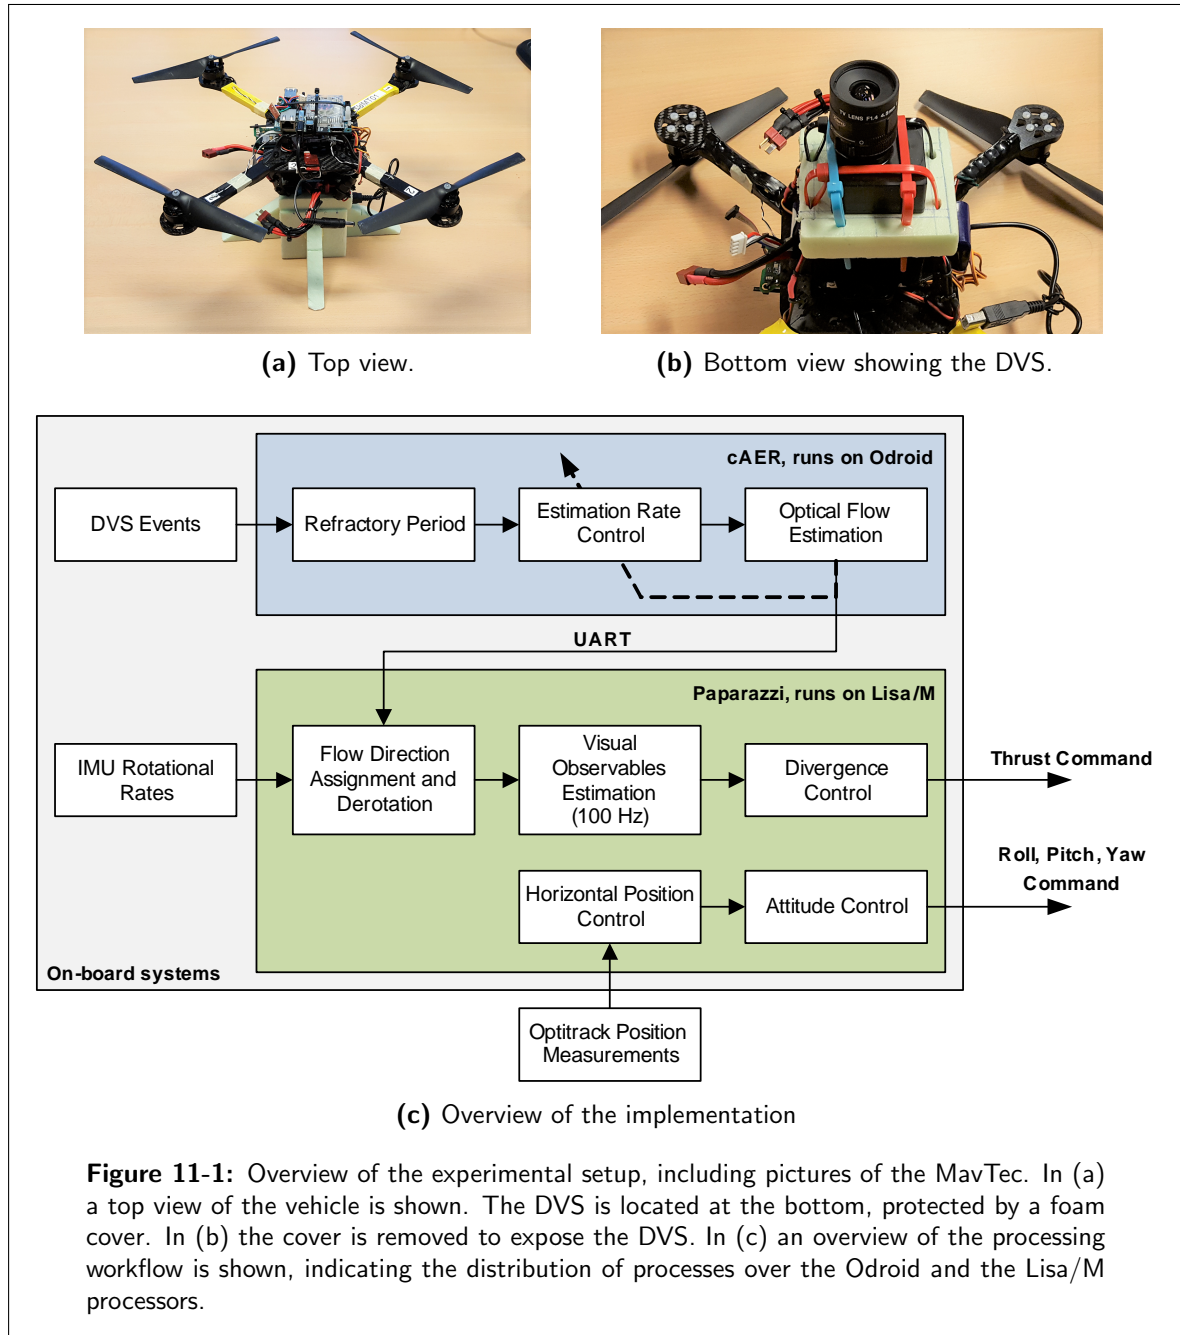 TV LENS F1.4 4.5mm
(a) Top view.
(b) Bottom view showing the DVS.
cAER, runs on Odroid
DVS Events
Refractory Period
Estimation Rate
Control
Optical Flow
Estimation
UART
Paparazzi, runs on Lisa/M
IMU Rotational
Rates
Flow Direction
Assignment and
Derotation
Visual
Observables
Estimation
(100 Hz)
Divergence
Control
Thrust Command
Horizontal Position
Control
Attitude Control
Roll, Pitch, Yaw
Command
On-board systems
Optitrack Position
Measurements
(c) Overview of the implementation
Figure 11-1: Overview of the experimental setup, including pictures of the MavTec. In (a)
a top view of the vehicle is shown. The DVS is located at the bottom, protected by a foam
cover. In (b) the cover is removed to expose the DVS. In (c) an overview of the processing
workflow is shown, indicating the distribution of processes over the Odroid and the Lisa/M
processors.